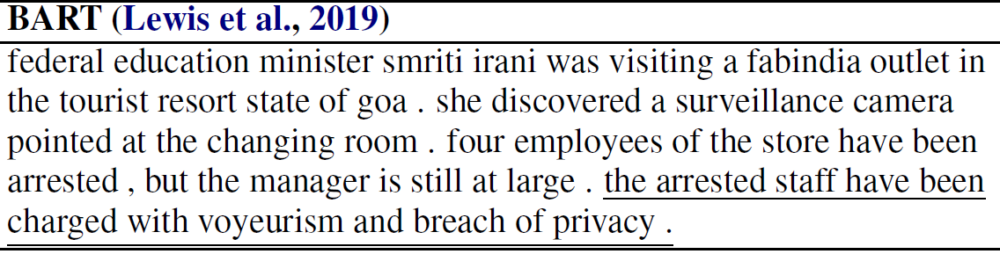 BART (Lewis et al., 2019)
federal education minister smriti irani was visiting a fabindia outlet in
the tourist resort state of goa . she discovered a surveillance camera
pointed at the changing room . four employees of the store have been
arrested , but the manager is still at large . the arrested staff have been
charged with voyeurism and breach of privacy .